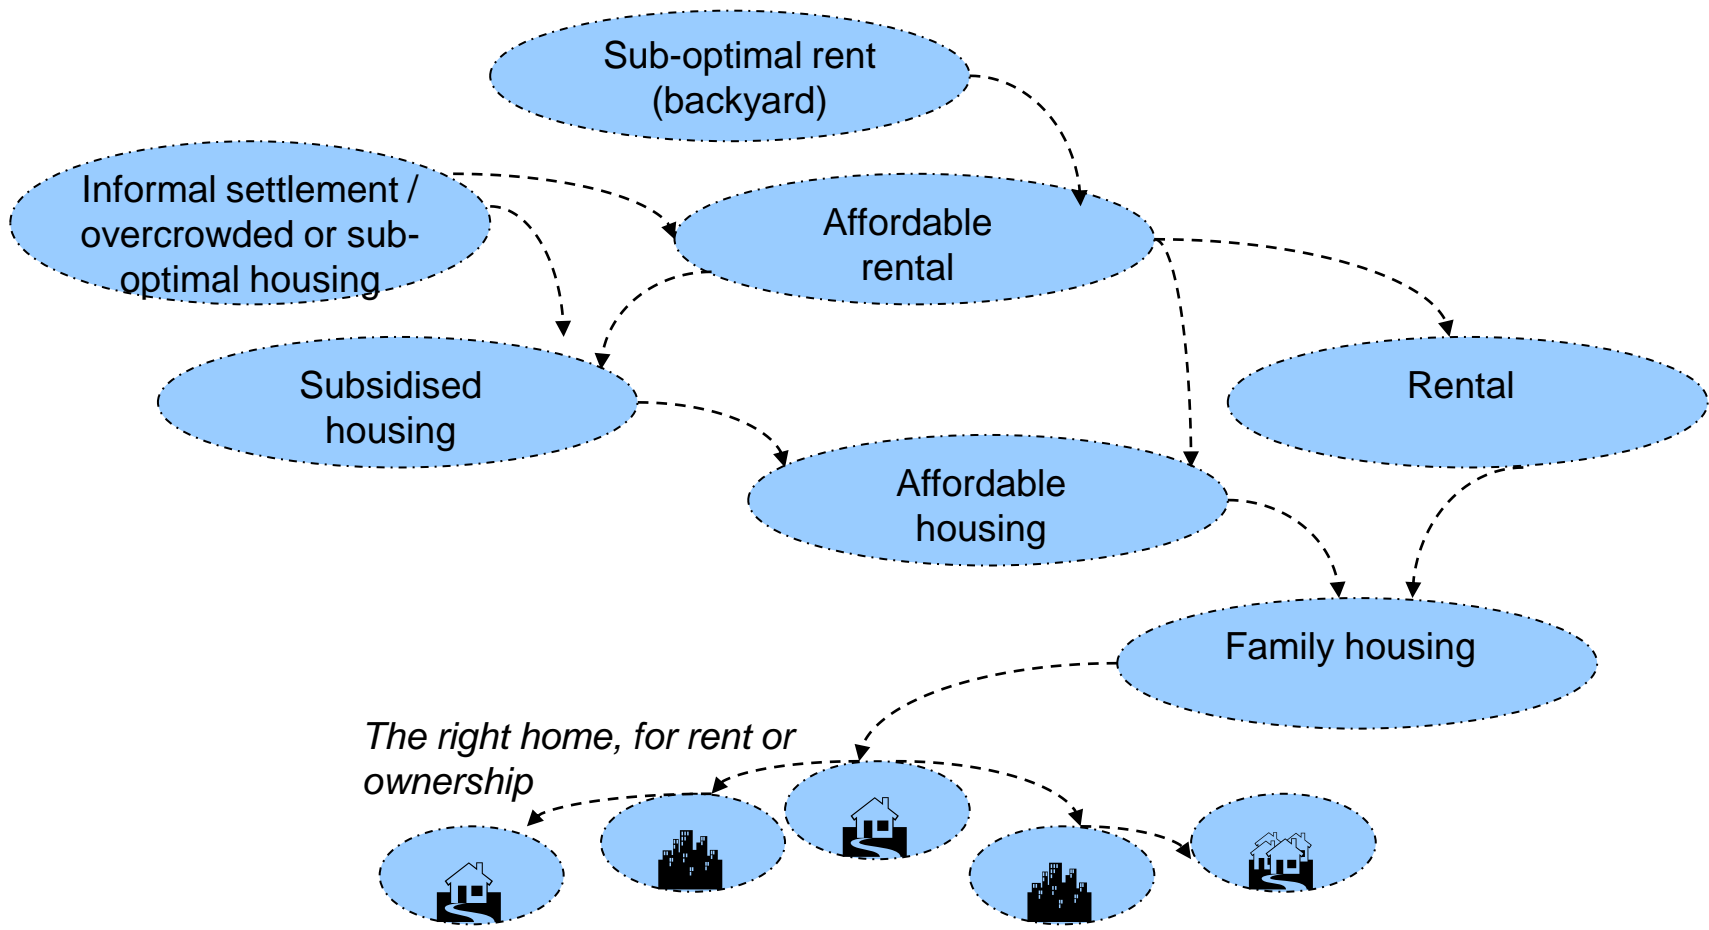 Sub-optimal rent
(backyard)
Informal settlement /
overcrowded or sub-
optimal housing
Affordable
rental
Subsidised
housing
Rental
Affordable
housing
Family housing
The right home, for rent or
ownership